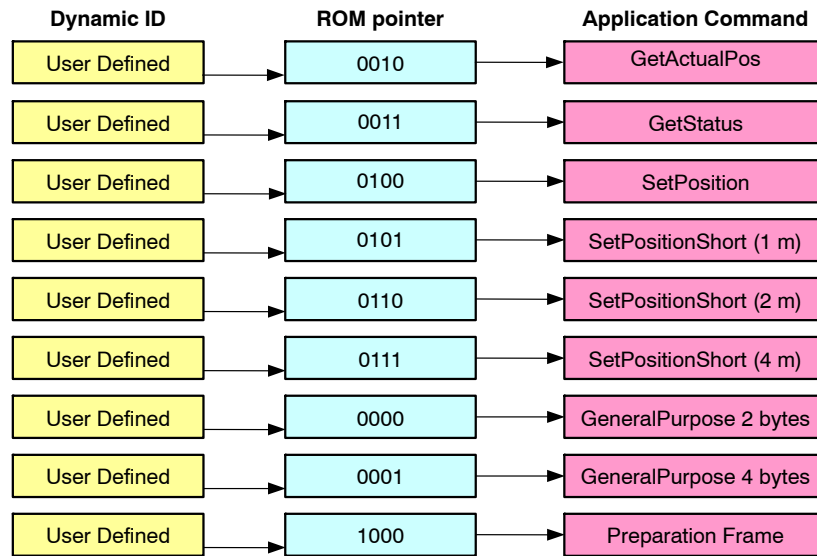 Dynamic ID ROM pointer Application Command
User Defined 0010 GetActualPos
User Defined 0011 GetStatus
User Defined 0100 SetPosition
User Defined 0101 SetPositionShort (1 m)
User Defined 0110 SetPositionShort (2 m)
User Defined 0111 SetPositionShort (4 m)
User Defined 0000 GeneralPurpose 2 bytes
User Defined 0001 GeneralPurpose 4 bytes
User Defined 1000 Preparation Frame